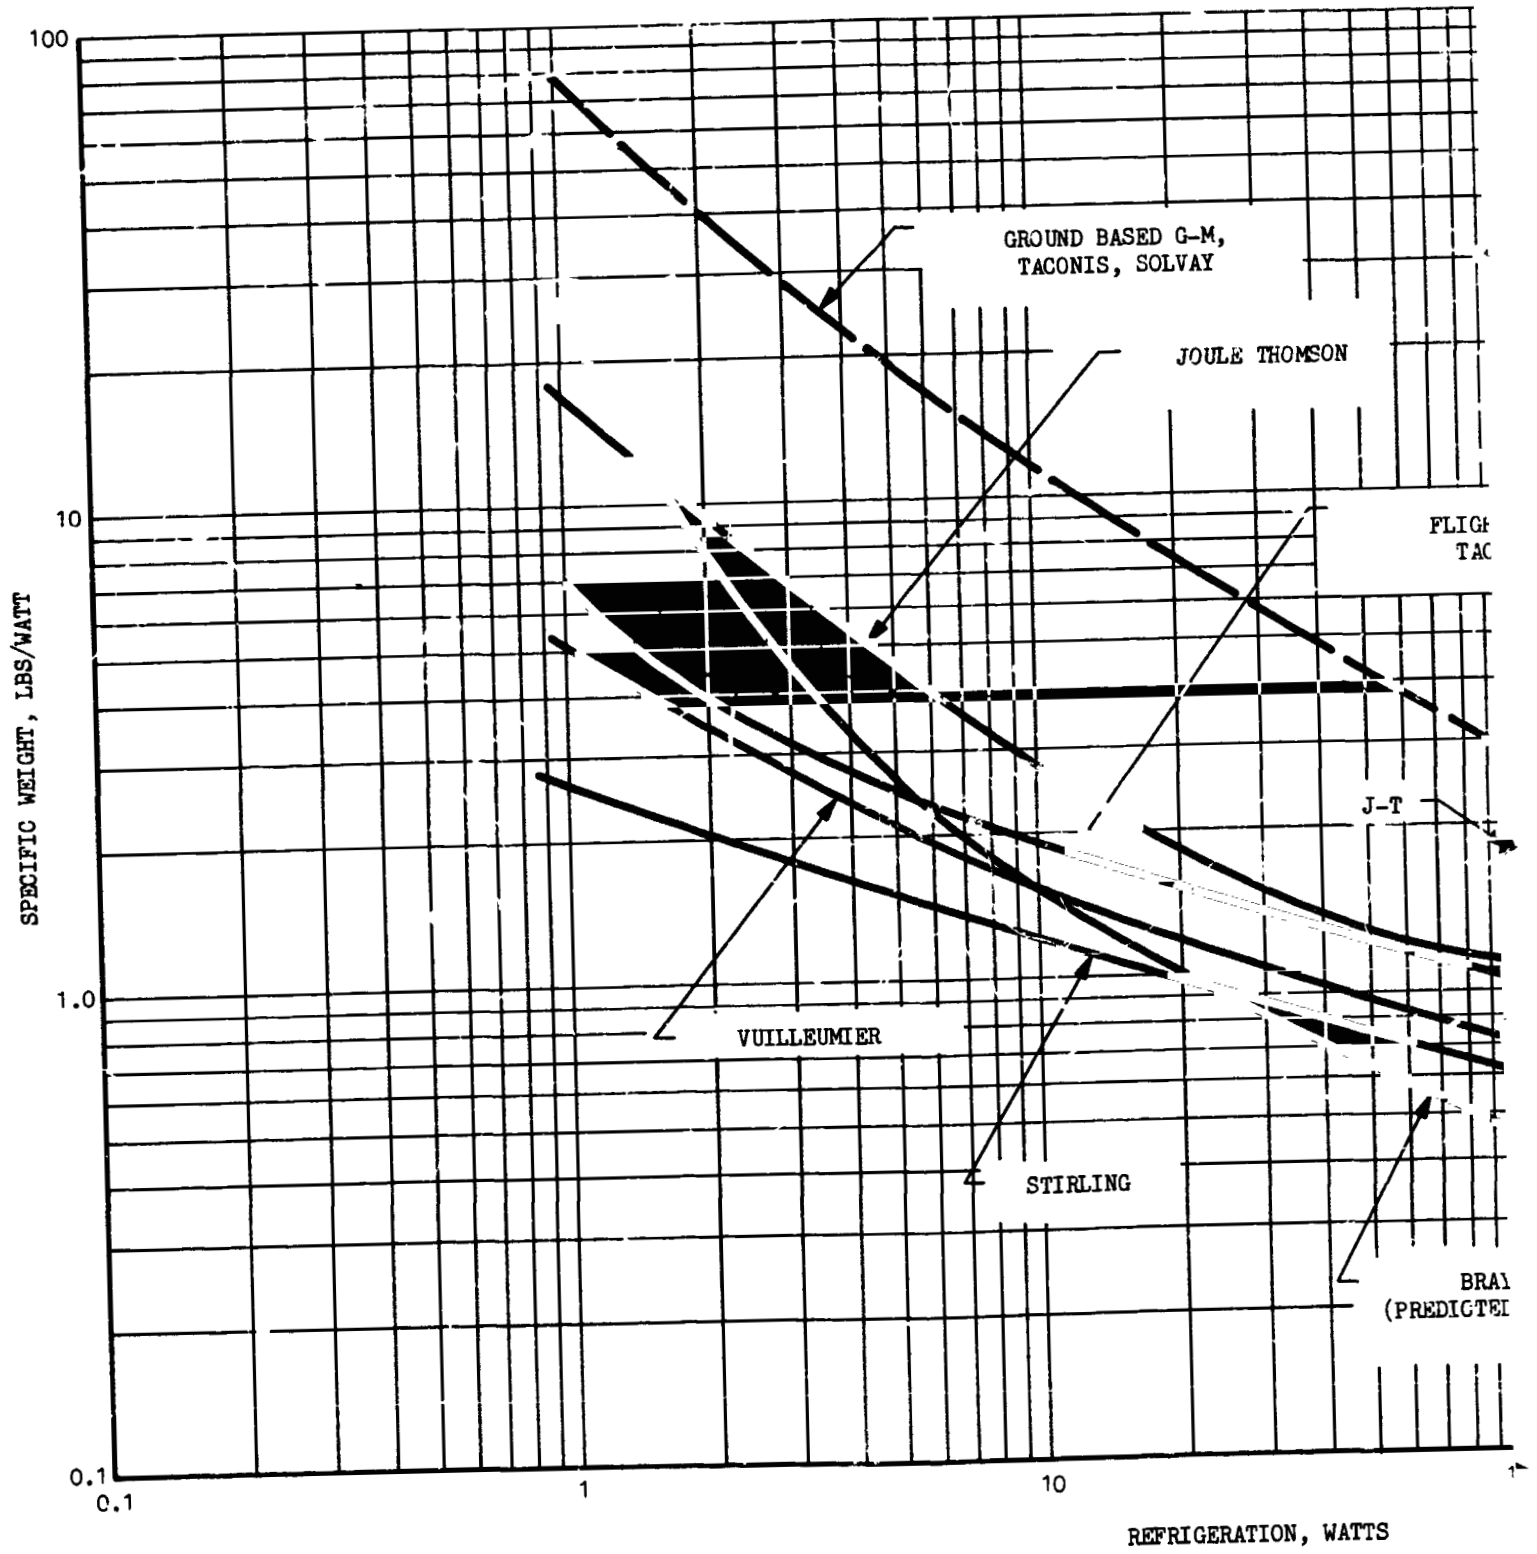 100
GROUND BASED G-M,
TACONIS, SOLVAY
JOULE THOMSON
10
SPECIFIC WEIGHT, LBS/WATT
J-T
1.0
VUILLEUMIER
STIRLING
(PREDICTED
0.1
0.1
1
10
REFRIGERATION, WATTS